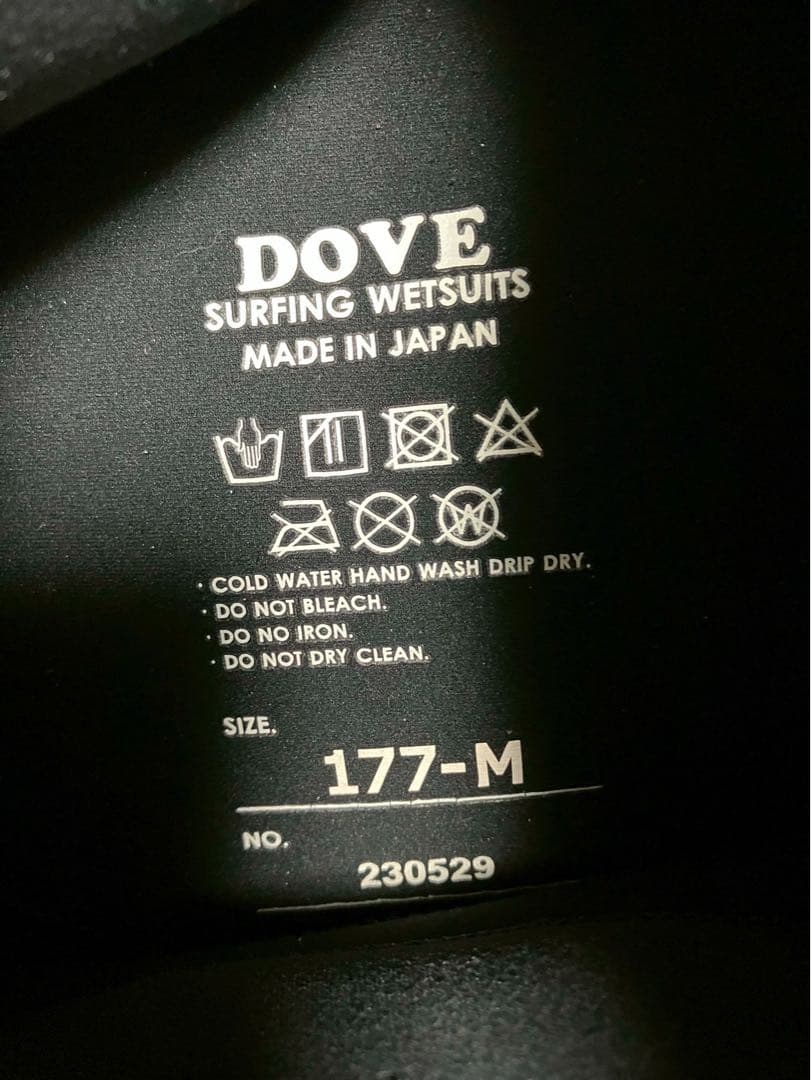 DOVE
SURFING WETSUITS
MADE IN JAPAN
W
· COLD WATER HAND WASH DRIP DRY.
· DO NOT BLEACH.
· DO NO IRON.
· DO NOT DRY CLEAN.
SIZE.
177-M
NO.
230529